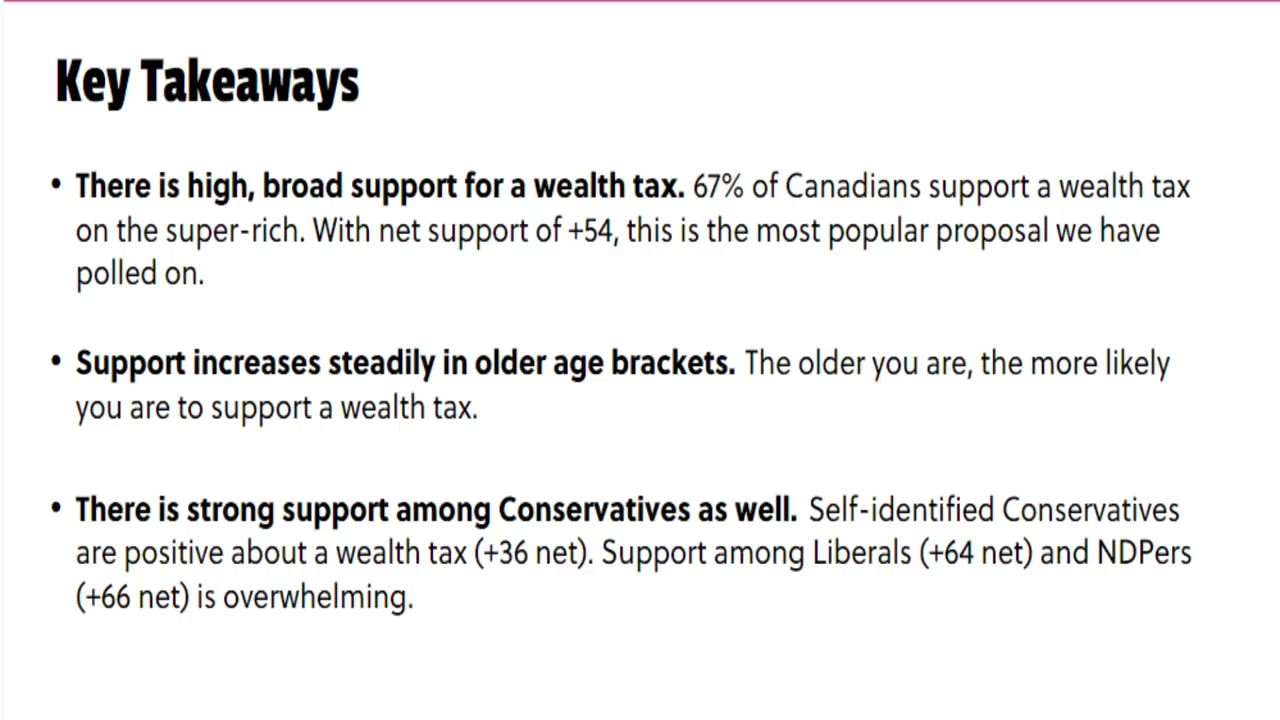 Key Takeaways
• There is high, broad support for a wealth tax. 67% of Canadians support a wealth tax
on the super-rich. With net support of +54, this is the most popular proposal we have
polled on.
• Support increases steadily in older age brackets. The older you are, the more likely
you are to support a wealth tax.
• There is strong support among Conservatives as well. Self-identified Conservatives
are positive about a wealth tax (+36 net). Support among Liberals (+64 net) and NDPers
(+66 net) is overwhelming.